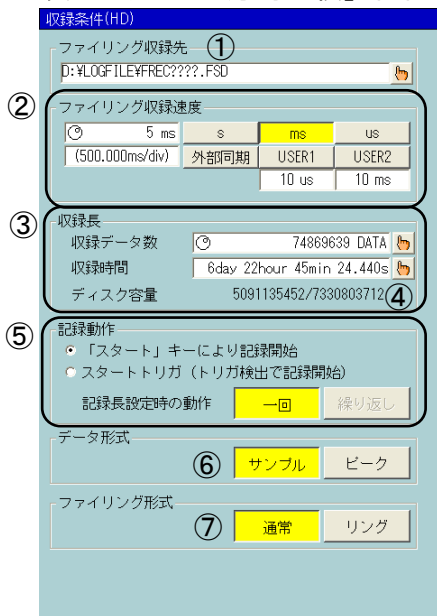 収録条件(HD)
ファイリング収録先 ①
D:¥LOGFILE¥FREC????.FSD
② ファイリング収録速度
5 ms s ms us
(500.000ms/div) 外部同期 USER1 USER2
10 us 10 ms
③ 収録長
収録データ数 74869639 DATA
収録時間 6day 22hour 45min 24.440s
ディスク容量 5091135452/7330803712 ④
⑤ 記録動作
「スタート」キーにより記録開始
スタートトリガ (トリガ検出で記録開始)
記録長設定時の動作 一回 繰り返し
データ形式
⑥ サンプル ピーク
ファイリング形式
⑦ 通常 リング